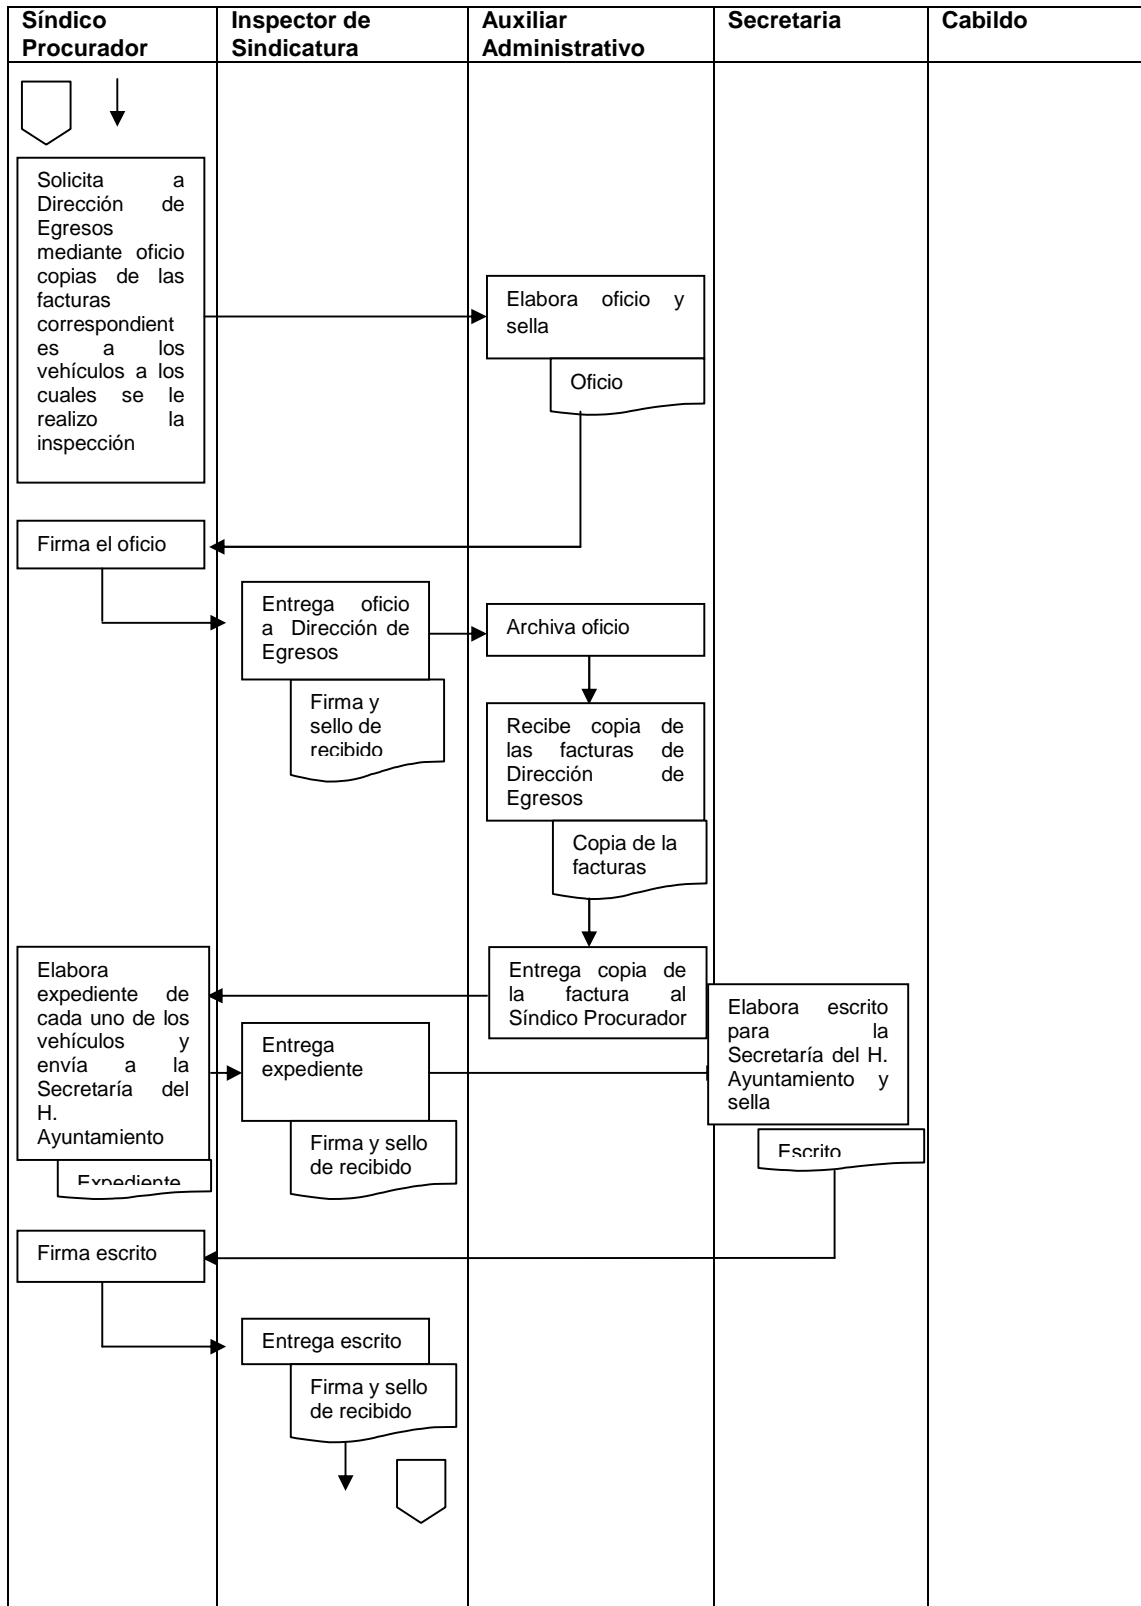 Síndico
Procurador
Inspector de
Sindicatura
Auxiliar
Administrativo
Secretaria
Cabildo
Solicita a
Dirección de
Egresos
mediante oficio
copias de las
facturas
correspondient
es a los
vehículos a los
cuales se le
realizo la
inspección
Elabora oficio y
sella
Oficio
Firma el oficio
Entrega oficio
a Dirección de
Egresos
Firma y
sello de
recibido
Archiva oficio
Recibe copia de
las facturas de
Dirección de
Egresos
Copia de la
facturas
Entrega copia de
la factura al
Síndico Procurador
Elabora
expediente de
cada uno de los
vehículos y
envía a la
Secretaría del
H.
Ayuntamiento
Expediente
Entrega
expediente
Firma y sello
de recibido
Elabora escrito
para la
Secretaría del H.
Ayuntamiento y
sella
Escrito
Firma escrito
Entrega escrito
Firma y sello
de recibido